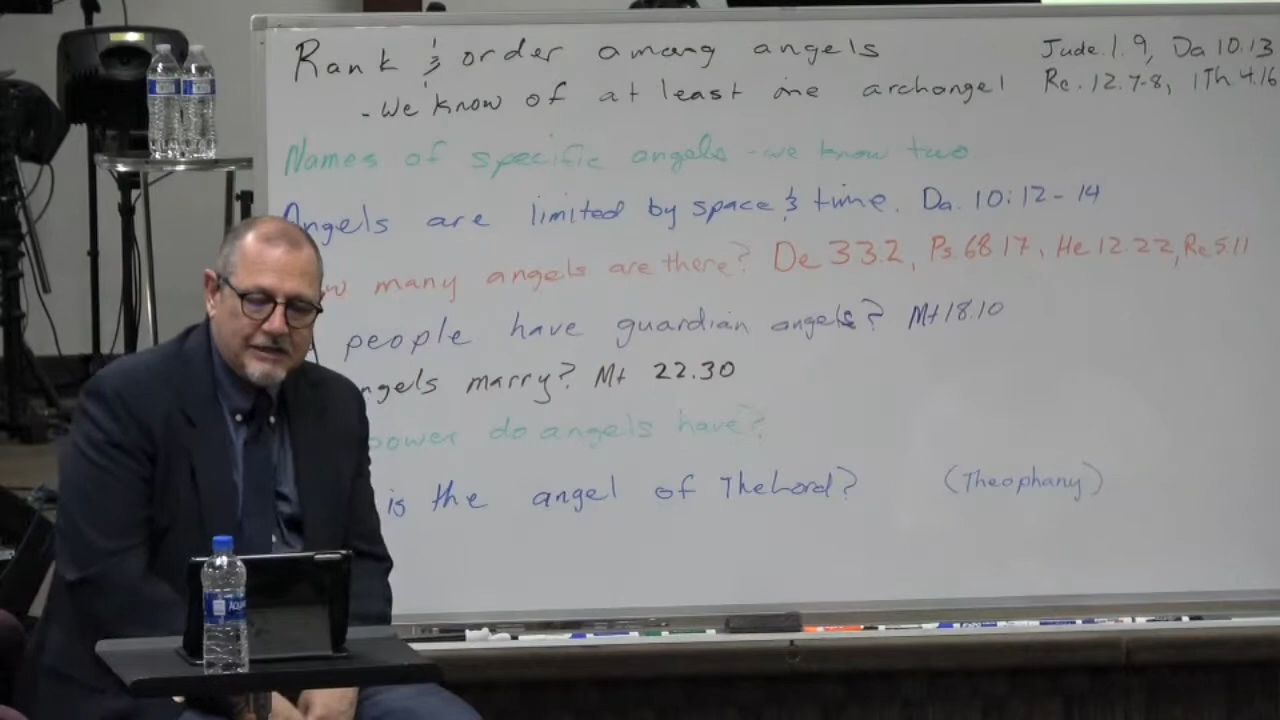 Rank & order among angels Jude.1.9, Da 10.13
- we know of at least one archangel Re.12.7-8, 1Th.4.16
Names of specific angels - we know two
Angels are limited by space & time. Da. 10:12-14
many angels are there? De 33.2, Ps.68.17, He 12.22, Re 5.11
people have guardian angels? Mt 18.10
ngels marry? Mt 22.30
power do angels have?
is the angel of The Lord? (Theophany)